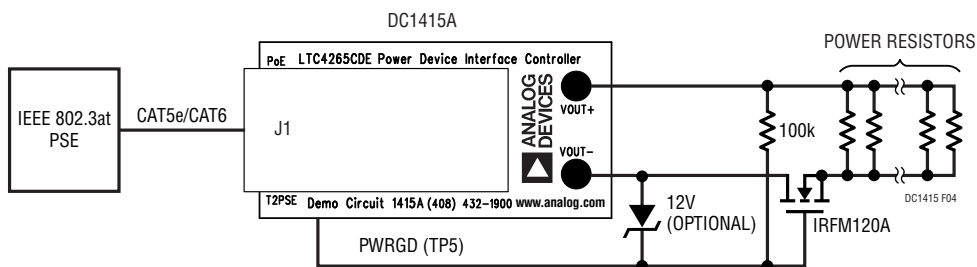 DC1415A
POWER RESISTORS
PoE LTC4265CDE Power Device Interface Controller
IEEE 802.3at
PSE
CAT5e/CAT6
J1
ANALOG
DEVICES
VOUT+
VOUT-
100k
T2PSE Demo Circuit 1415A (408) 432-1900 www.analog.com
12V
(OPTIONAL)
IRFM120A
DC1415 F04
PWRGD (TP5)